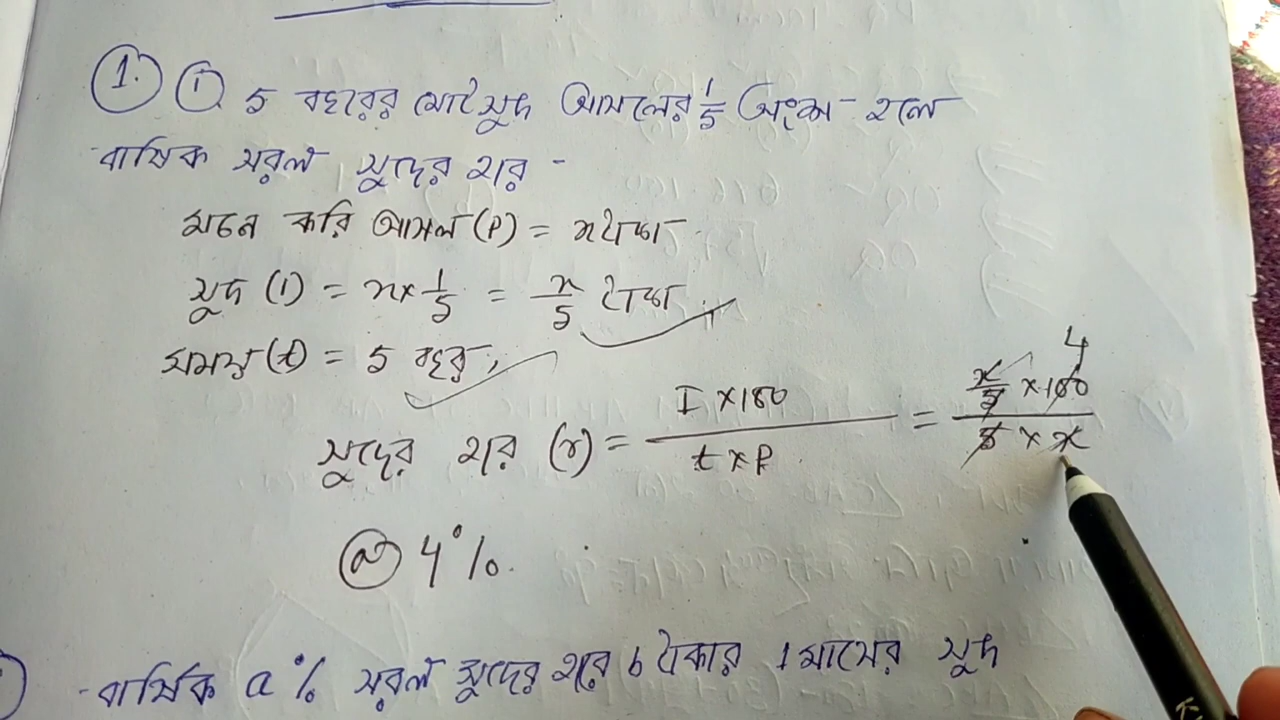 1. (i) 5 বছরের মোট সুদ আসলের 1/5 অংশ হলে
বার্ষিক সরল সুদের হার -
মনে করি আসল (P) = x টাকা
সুদ (I) = x × 1/5 = x/5 টাকা
সময় (t) = 5 বছর,
সুদের হার (r) = I × 100 / t × P = x/5 × 100 / 5 × x
4
4%.
বার্ষিক a% সরল সুদের হারে b টাকার 1 মাসের সুদ